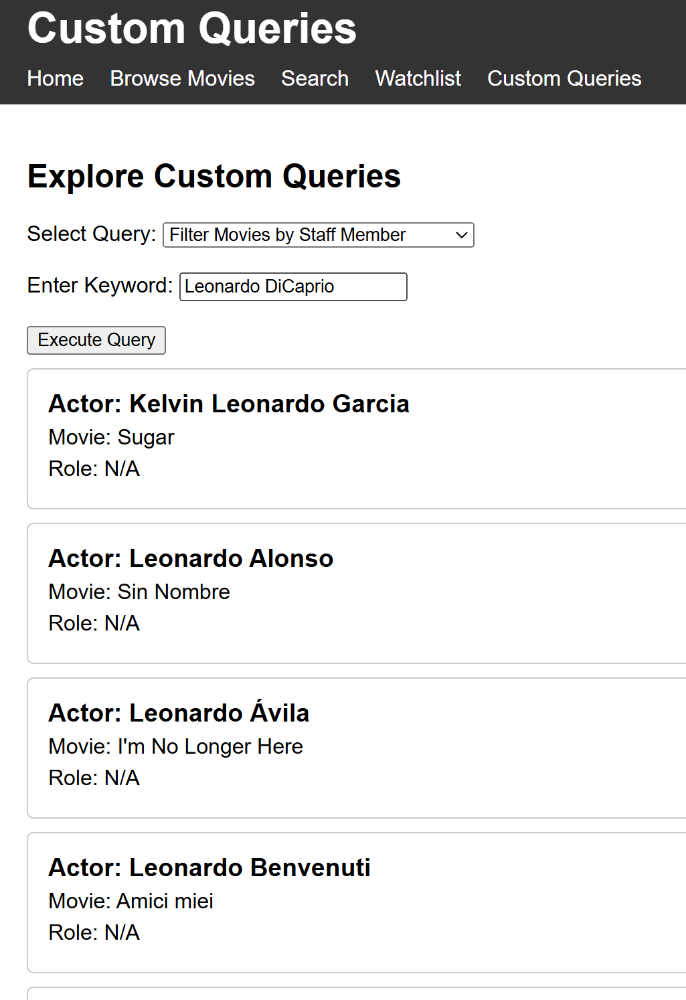 Custom Queries
Home Browse Movies Search Watchlist Custom Queries
Explore Custom Queries
Select Query: Filter Movies by Staff Member
Enter Keyword: Leonardo DiCaprio
Execute Query
Actor: Kelvin Leonardo Garcia
Movie: Sugar
Role: N/A
Actor: Leonardo Alonso
Movie: Sin Nombre
Role: N/A
Actor: Leonardo Ávila
Movie: I'm No Longer Here
Role: N/A
Actor: Leonardo Benvenuti
Movie: Amici miei
Role: N/A